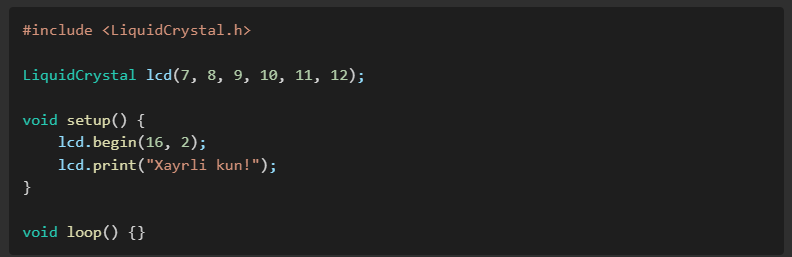 #include <LiquidCrystal.h>
LiquidCrystal lcd(7, 8, 9, 10, 11, 12);
void setup() {
    lcd.begin(16, 2);
    lcd.print("Xayrli kun!");
}
void loop() {}